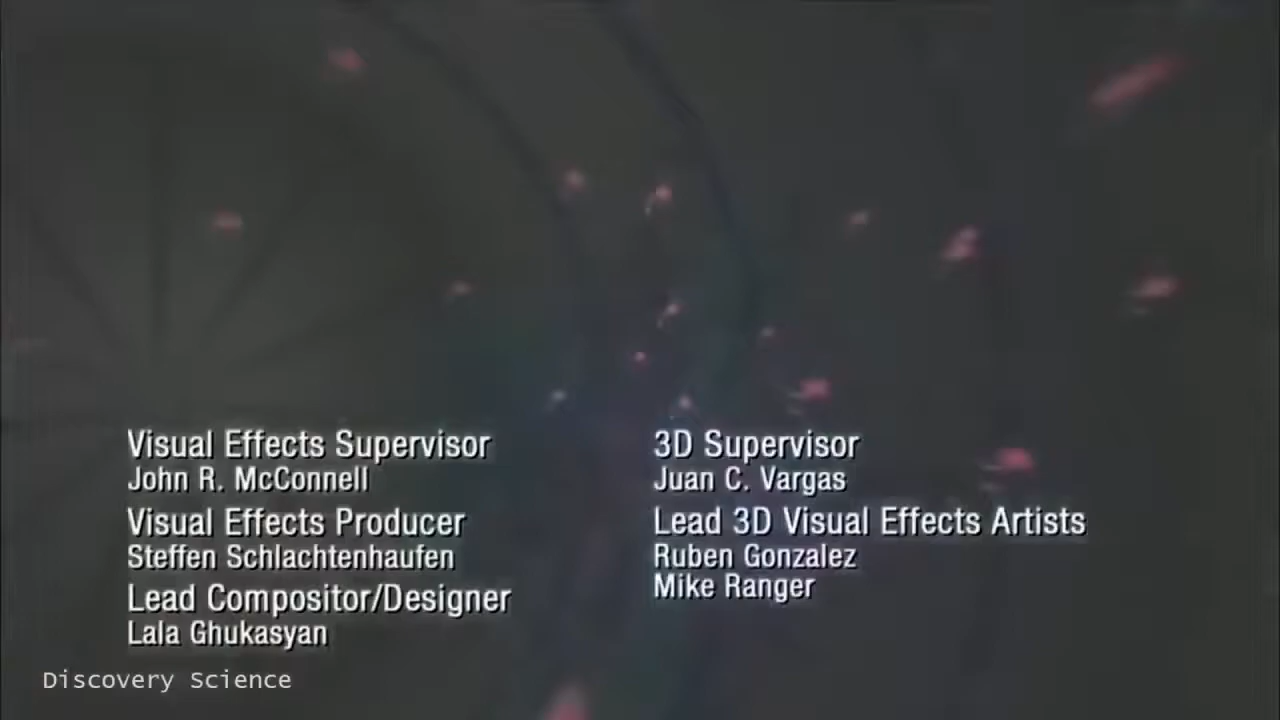 Visual Effects Supervisor
John R. McConnell
Visual Effects Producer
Steffen Schlachtenhaufen
Lead Compositor/Designer
Lala Ghukasyan
3D Supervisor
Juan C. Vargas
Lead 3D Visual Effects Artists
Ruben Gonzalez
Mike Ranger
Discovery Science